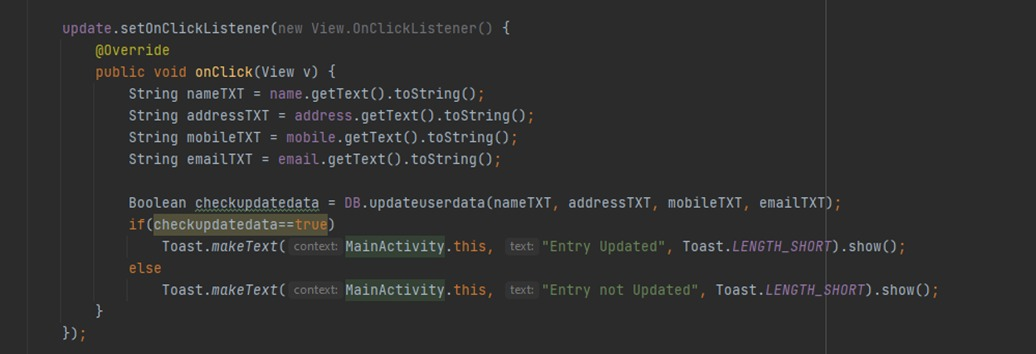 update.setOnClickListener(new View.OnClickListener() {
@Override
public void onClick(View v) {
String nameTXT = name.getText().toString();
String addressTXT = address.getText().toString();
String mobileTXT = mobile.getText().toString();
String emailTXT = email.getText().toString();
Boolean checkupdatedata = DB.updateuserdata(nameTXT, addressTXT, mobileTXT, emailTXT);
if(checkupdatedata==true)
Toast.makeText( context: MainActivity.this, text: "Entry Updated", Toast.LENGTH_SHORT).show();
else
Toast.makeText( context: MainActivity.this, text: "Entry not Updated", Toast.LENGTH_SHORT).show();
}
});